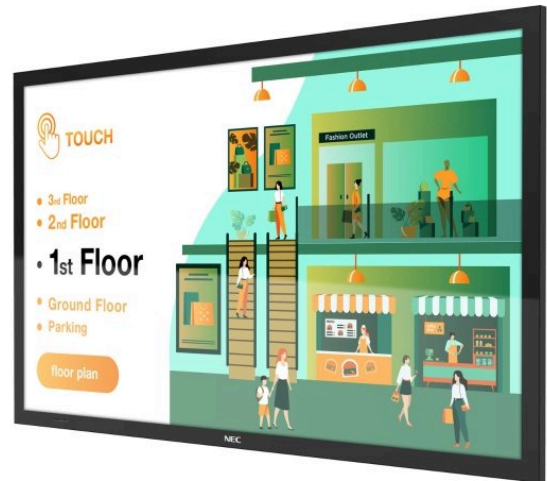 TOUCH
3rd Floor
2nd Floor
1st Floor
Ground Floor
Parking
floor plan
Fashion Outlet
NEC